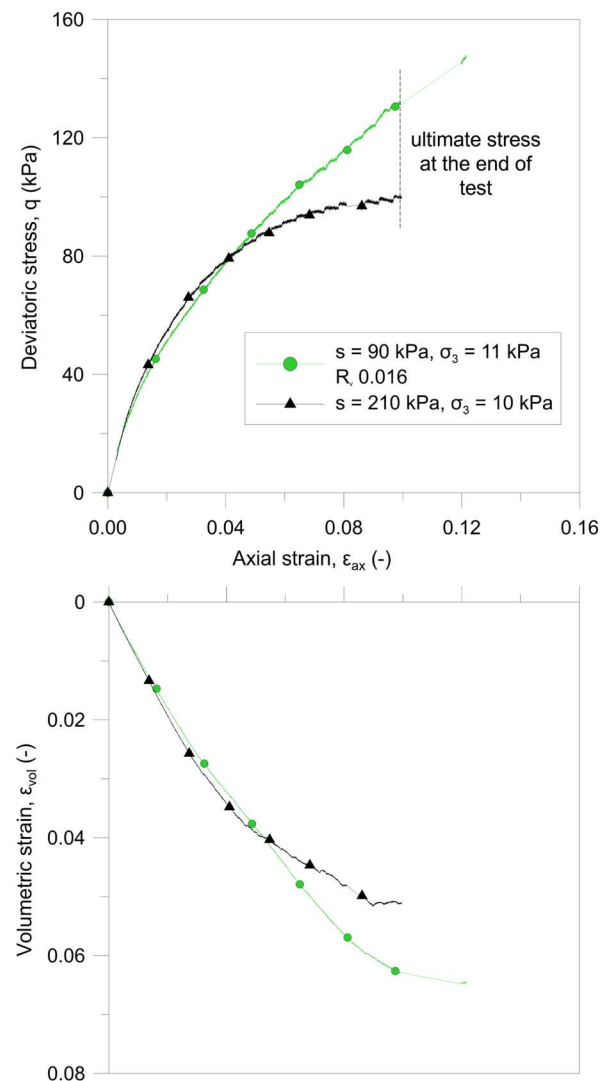 160
120
80
40
0
Deviatoric stress, q (kPa)
ultimate stress
at the end of
test
s = 90 kPa, σ₃ = 11 kPa
Rᵥ 0.016
s = 210 kPa, σ₃ = 10 kPa
0.00 0.04 0.08 0.12 0.16
Axial strain, εax (-)
0
0.02
0.04
0.06
0.08
Volumetric strain, εvol (-)